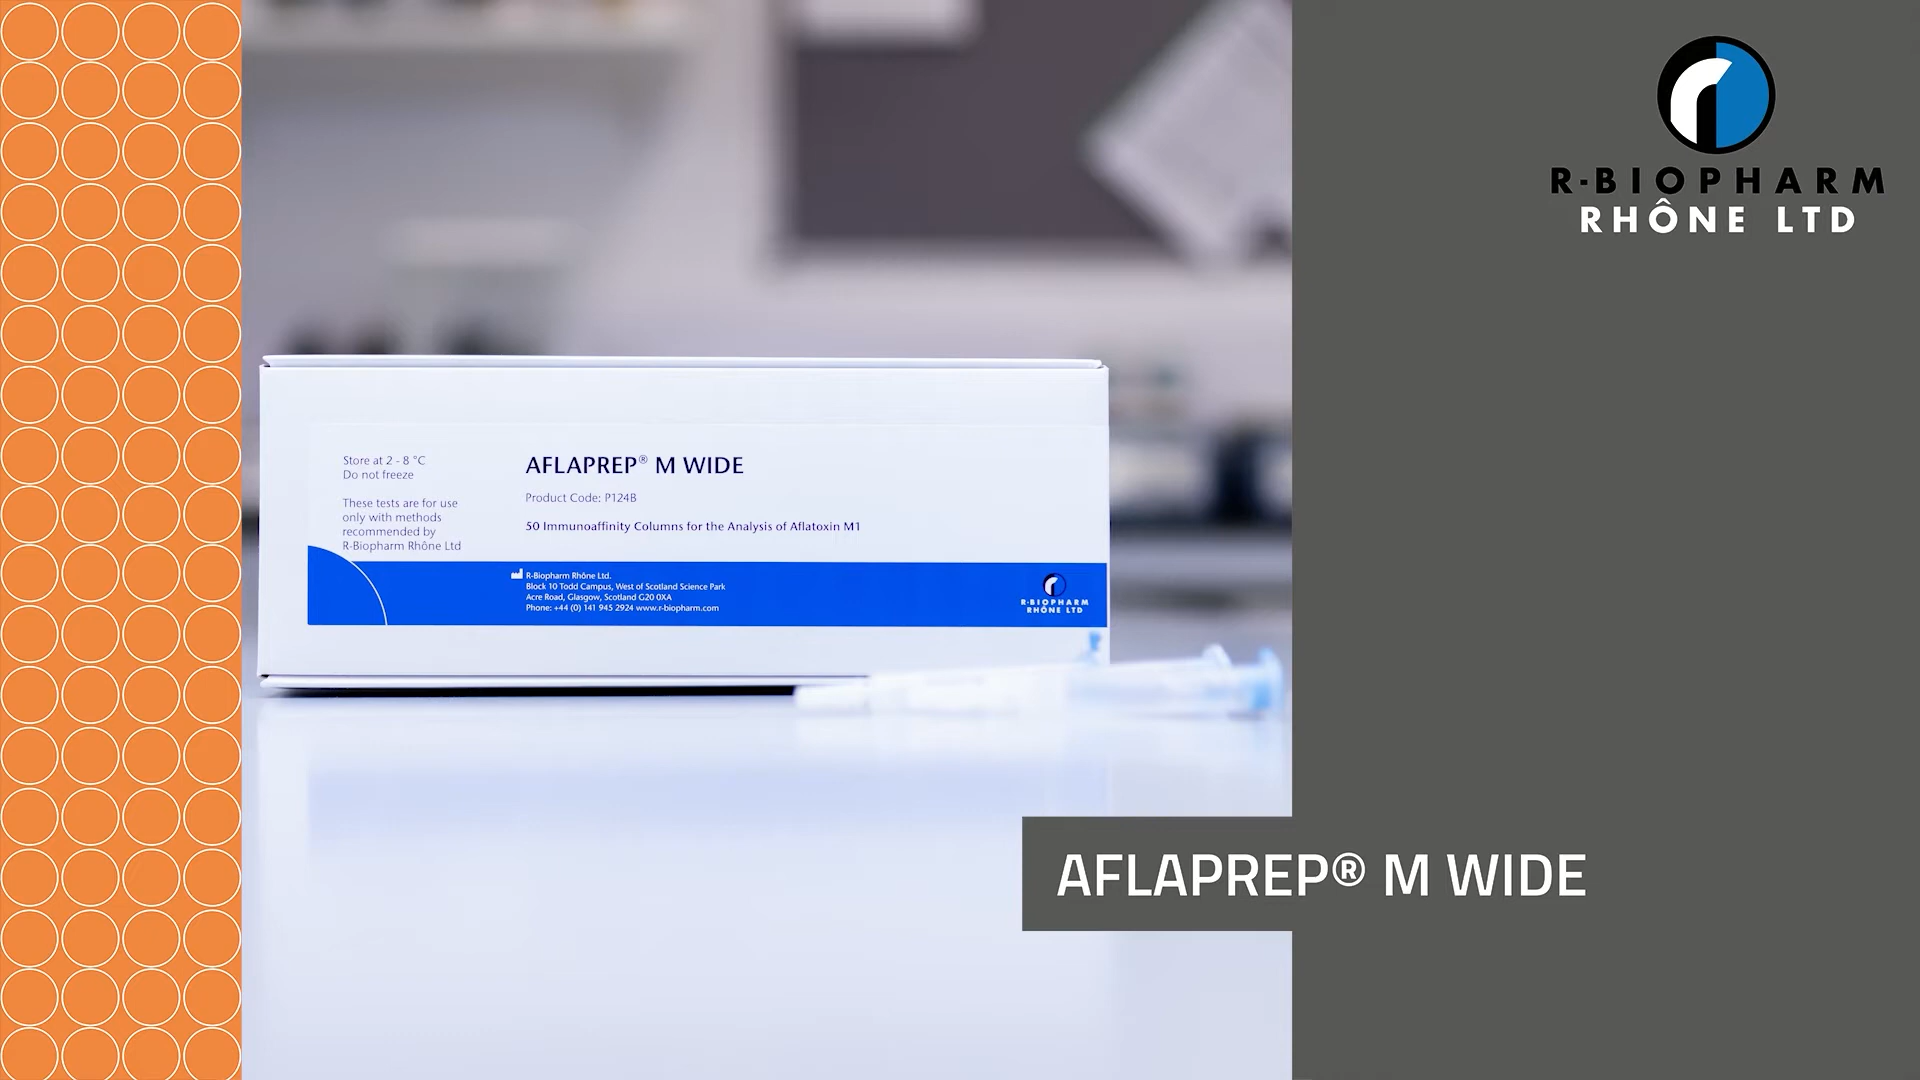 R-BIOPHARM
RHÔNE LTD
Store at 2 - 8 °C
Do not freeze
These tests are for use
only with methods
recommended by
R-Biopharm Rhône Ltd
AFLAPREP® M WIDE
Product Code: P124B
50 Immunoaffinity Columns for the Analysis of Aflatoxin M1
R-Biopharm Rhône Ltd.
Block 10 Todd Campus, West of Scotland Science Park
Acre Road, Glasgow, Scotland G20 0XA
Phone: +44 (0) 141 945 2924 www.r-biopharm.com
R-BIOPHARM
RHÔNE LTD
AFLAPREP® M WIDE